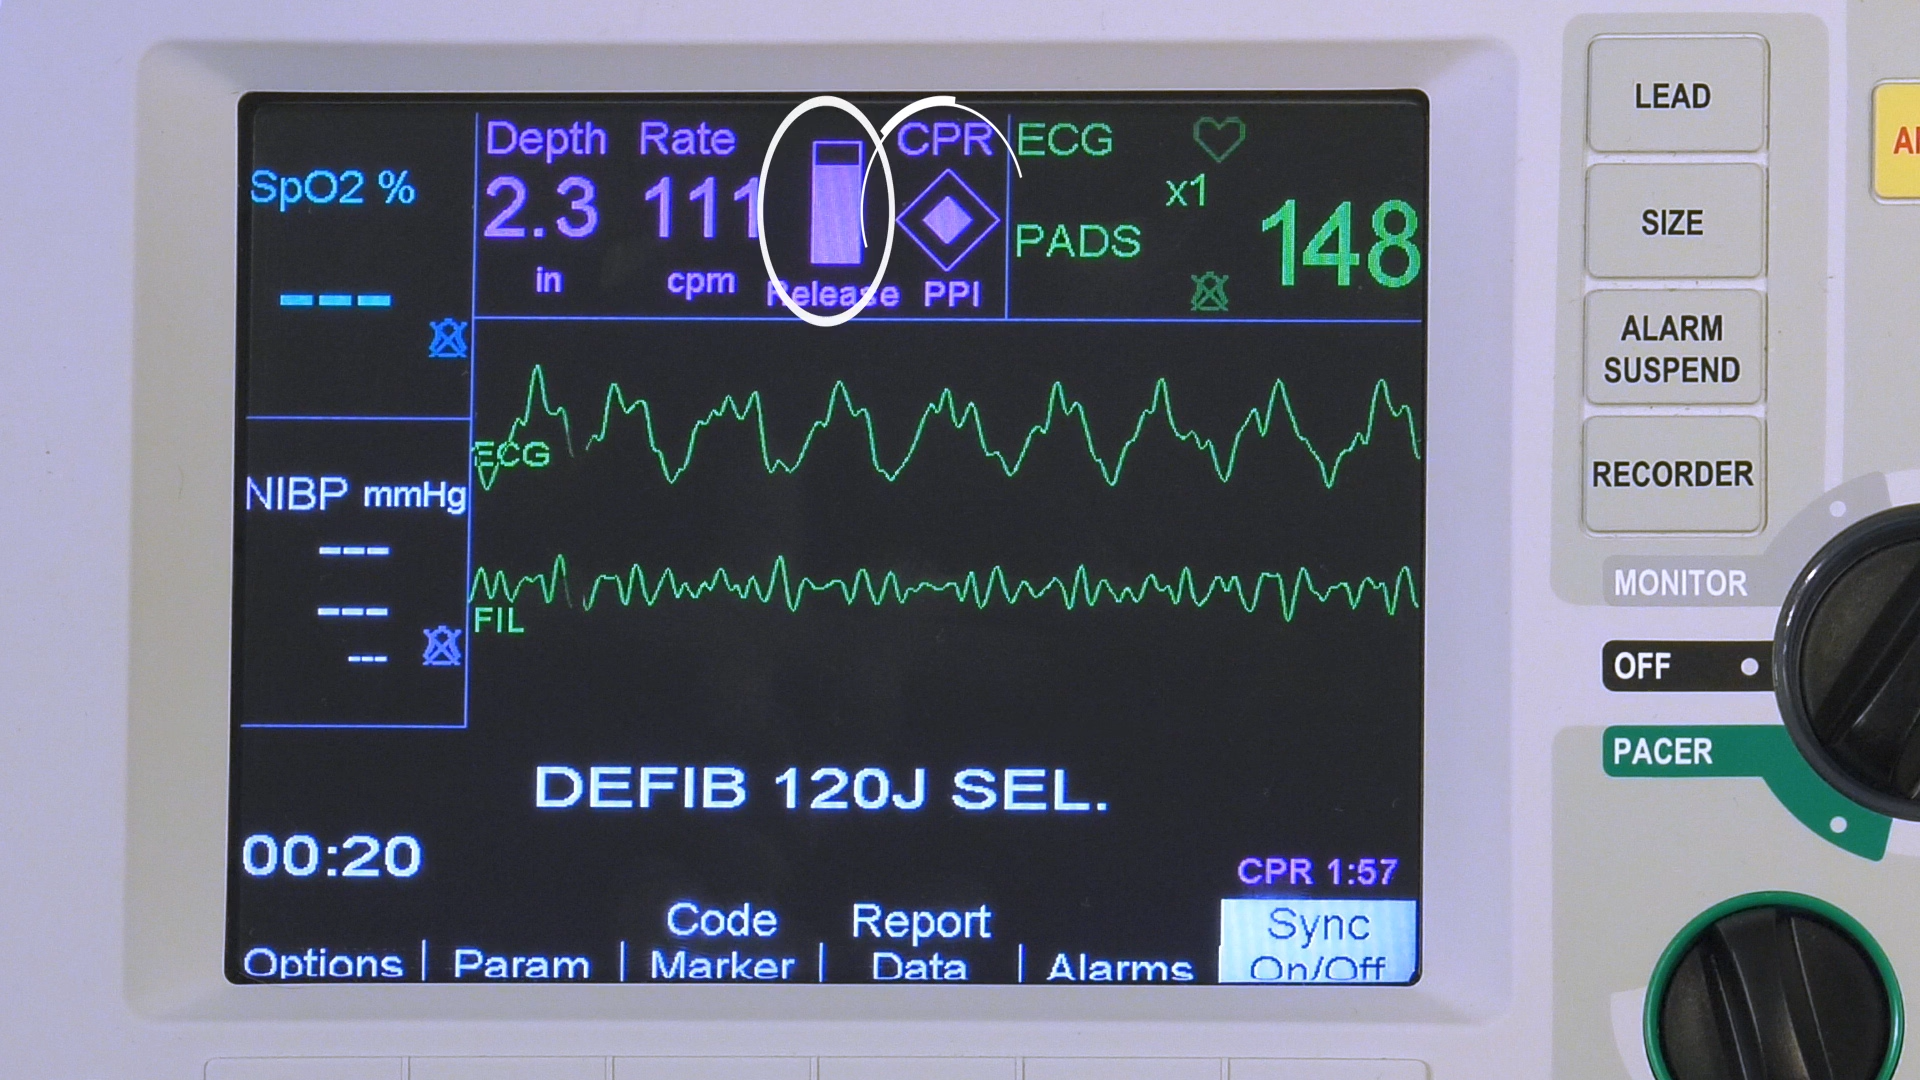 SpO2 %
---
NIBP mmHg
---
---
---
Depth Rate
2.3 111
in cpm
Release
CPR
PPI
ECG
x1
PADS
148
ECG
FIL
DEFIB 120J SEL.
00:20
CPR 1:57
Options
Param
Code
Marker
Report
Data
Alarms
Sync
On/Off
LEAD
SIZE
ALARM
SUSPEND
RECORDER
MONITOR
OFF
PACER